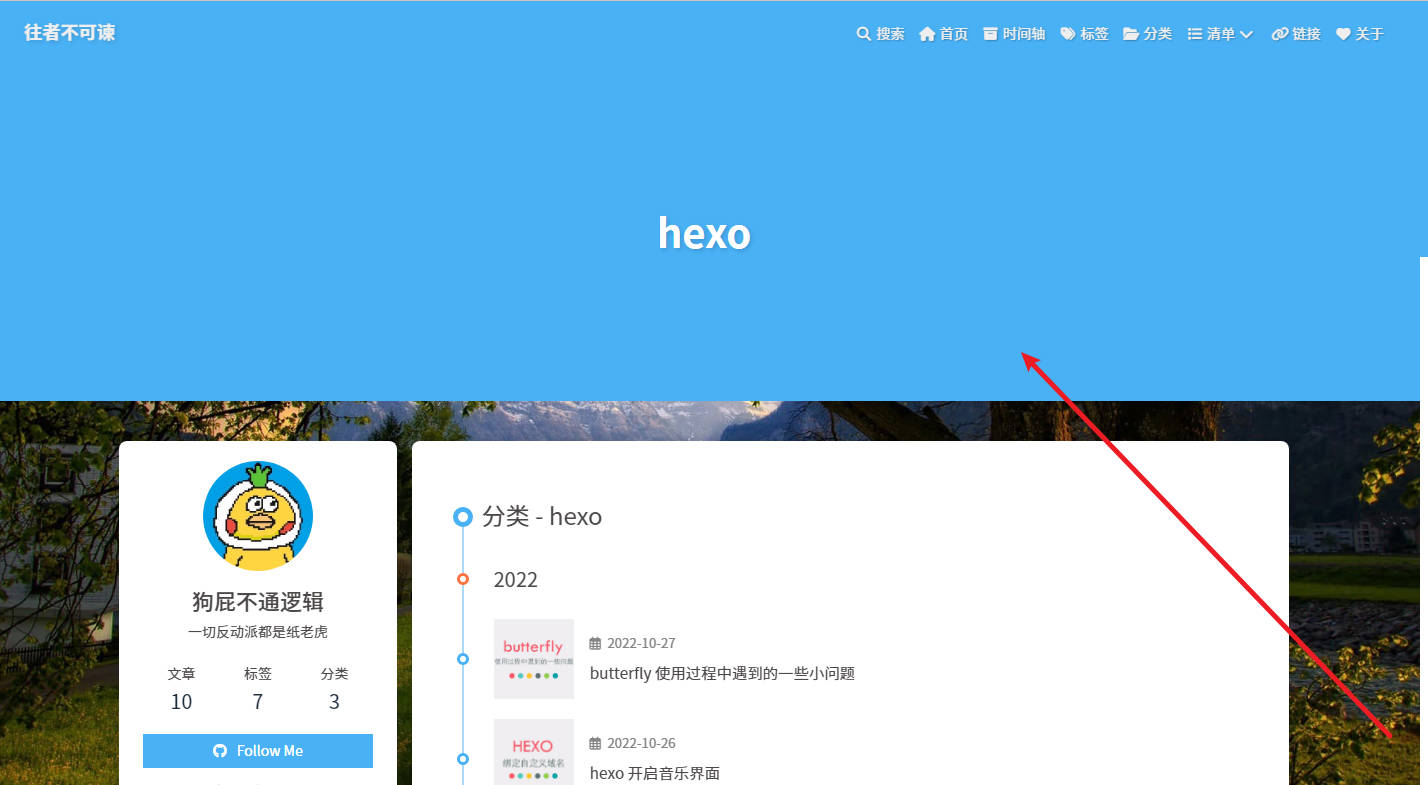 往者不可谏
搜索 首页 时间轴 标签 分类 清单 链接 关于
hexo
狗屁不通逻辑
一切反动派都是纸老虎
文章 标签 分类
10 7 3
Follow Me
分类 - hexo
2022
butterfly
使用过程中遇到的一些问题
2022-10-27
butterfly 使用过程中遇到的一些小问题
HEXO
绑定自定义域名
2022-10-26
hexo 开启音乐界面